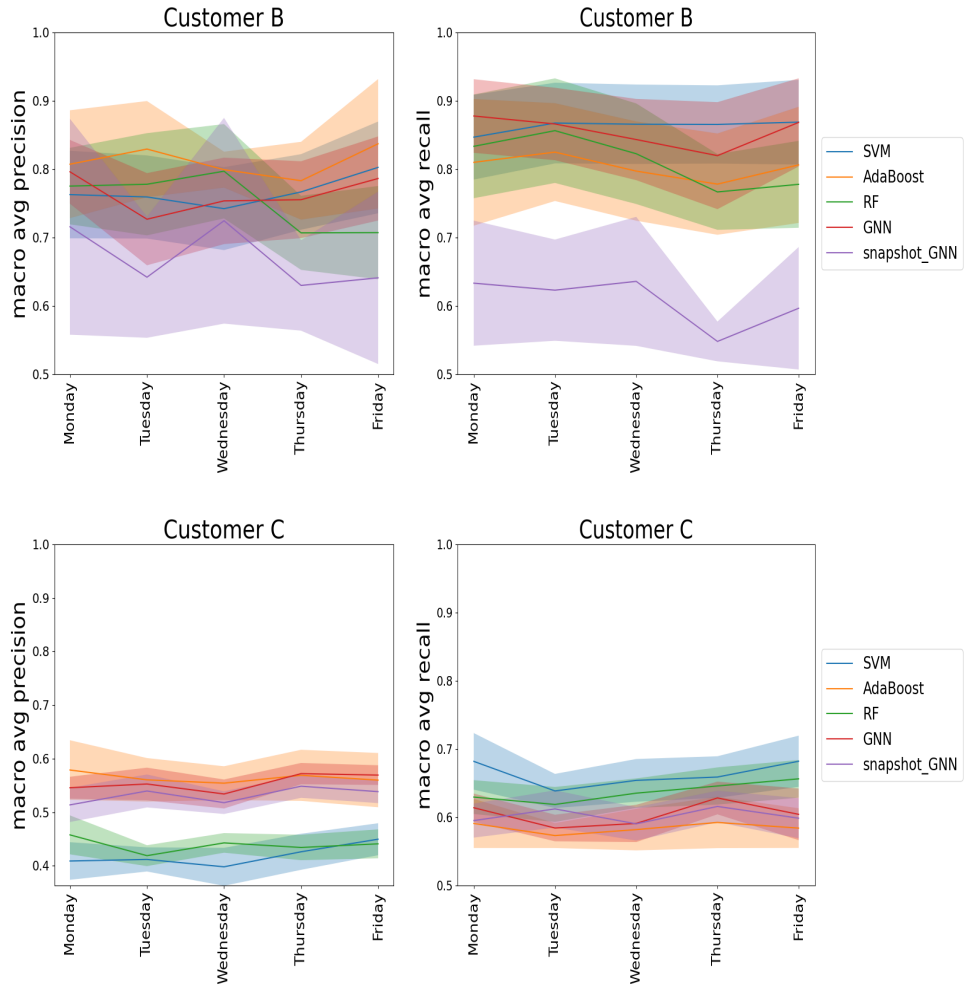 Customer B
macro avg precision
1.0
0.9
0.8
0.7
0.6
0.5
Monday
Tuesday
Wednesday
Thursday
Friday
Customer B
macro avg recall
1.0
0.9
0.8
0.7
0.6
0.5
Monday
Tuesday
Wednesday
Thursday
Friday
SVM
AdaBoost
RF
GNN
snapshot_GNN
Customer C
macro avg precision
1.0
0.9
0.8
0.7
0.6
0.5
0.4
Monday
Tuesday
Wednesday
Thursday
Friday
Customer C
macro avg recall
1.0
0.9
0.8
0.7
0.6
0.5
Monday
Tuesday
Wednesday
Thursday
Friday
SVM
AdaBoost
RF
GNN
snapshot_GNN